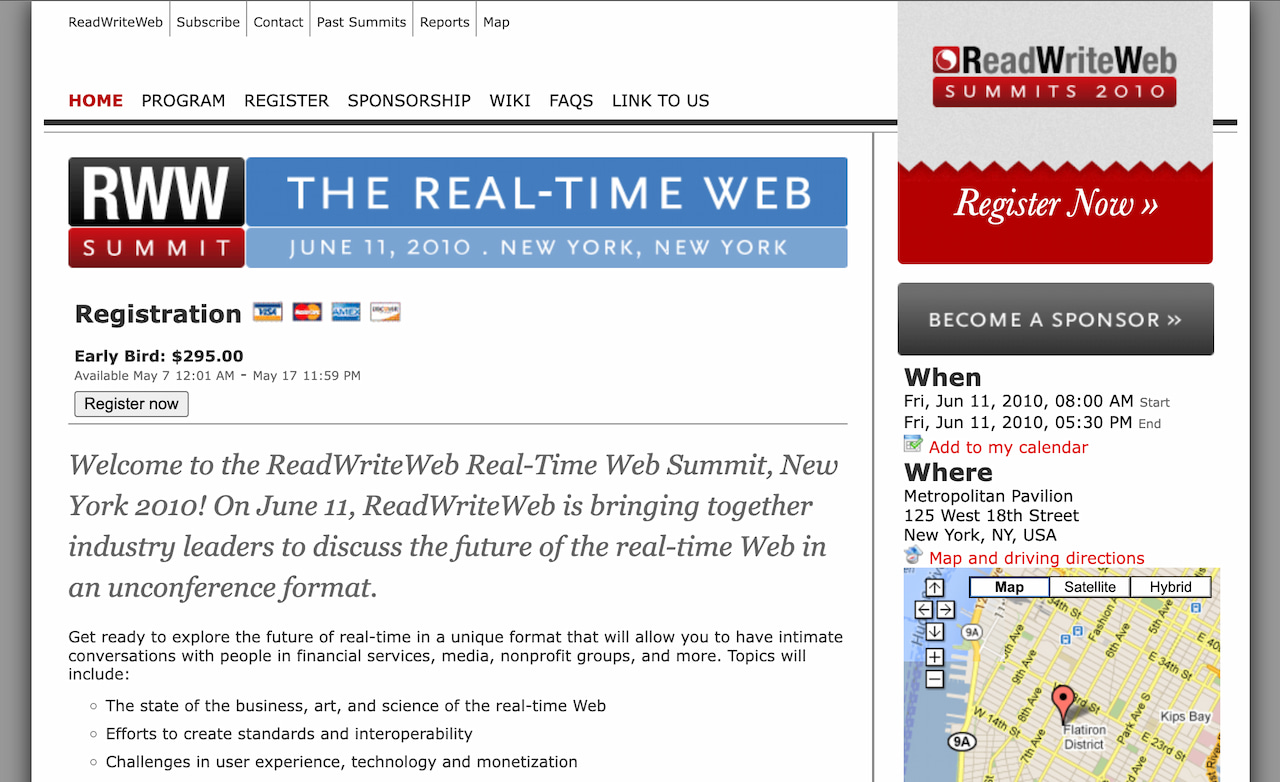 ReadWriteWeb
Subscribe
Contact
Past Summits
Reports
Map
HOME
PROGRAM
REGISTER
SPONSORSHIP
WIKI
FAQS
LINK TO US
RWW
SUMMIT
THE REAL-TIME WEB
JUNE 11, 2010 . NEW YORK, NEW YORK
Registration
VISA
MasterCard
AMEX
DISCOVER
Early Bird: $295.00
Available May 7 12:01 AM - May 17 11:59 PM
Register now
Welcome to the ReadWriteWeb Real-Time Web Summit, New
York 2010! On June 11, ReadWriteWeb is bringing together
industry leaders to discuss the future of the real-time Web in
an unconference format.
Get ready to explore the future of real-time in a unique format that will allow you to have intimate
conversations with people in financial services, media, nonprofit groups, and more. Topics will
include:
The state of the business, art, and science of the real-time Web
Efforts to create standards and interoperability
Challenges in user experience, technology and monetization
ReadWriteWeb
SUMMITS 2010
Register Now »
BECOME A SPONSOR »
When
Fri, Jun 11, 2010, 08:00 AM Start
Fri, Jun 11, 2010, 05:30 PM End
Add to my calendar
Where
Metropolitan Pavilion
125 West 18th Street
New York, NY, USA
Map and driving directions
Map
Satellite
Hybrid
34th St
Fashion Ave
5th Ave
E 40
9A
9th Ave
8th Ave
6th Ave
E 34th St
W 14th St
7th Ave
Park Ave S
Kips Bay
Flatiron
District
9A
E 23rd St